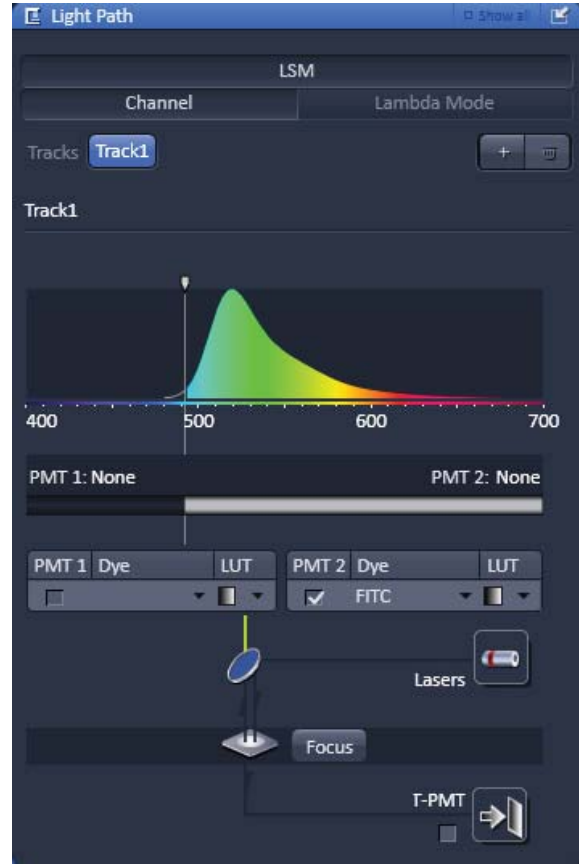 Light Path
Show all
LSM
Channel Lambda Mode
Tracks Track1 +
Track1
400 500 600 700
PMT 1: None PMT 2: None
PMT 1 Dye LUT PMT 2 Dye LUT
FITC
Lasers
Focus
T-PMT